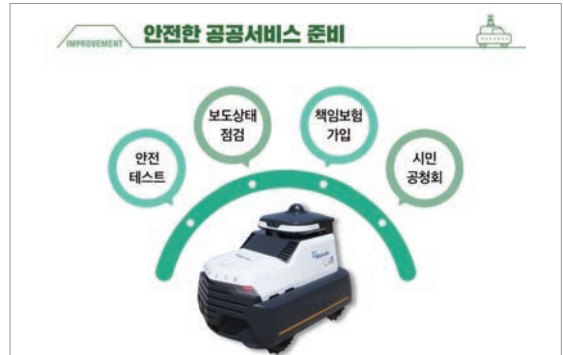 IMPROVEMENT
안전한 공공서비스 준비
안전
테스트
보도상태
점검
책임보험
가입
시민
공청회